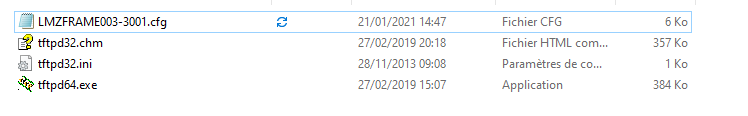 LMZFRAME003-3001.cfg 21/01/2021 14:47 Fichier CFG 6 Ko
tftpd32.chm 27/02/2019 20:18 Fichier HTML com... 357 Ko
tftpd32.ini 28/11/2013 09:08 Paramètres de co... 1 Ko
tftpd64.exe 27/02/2019 15:07 Application 384 Ko